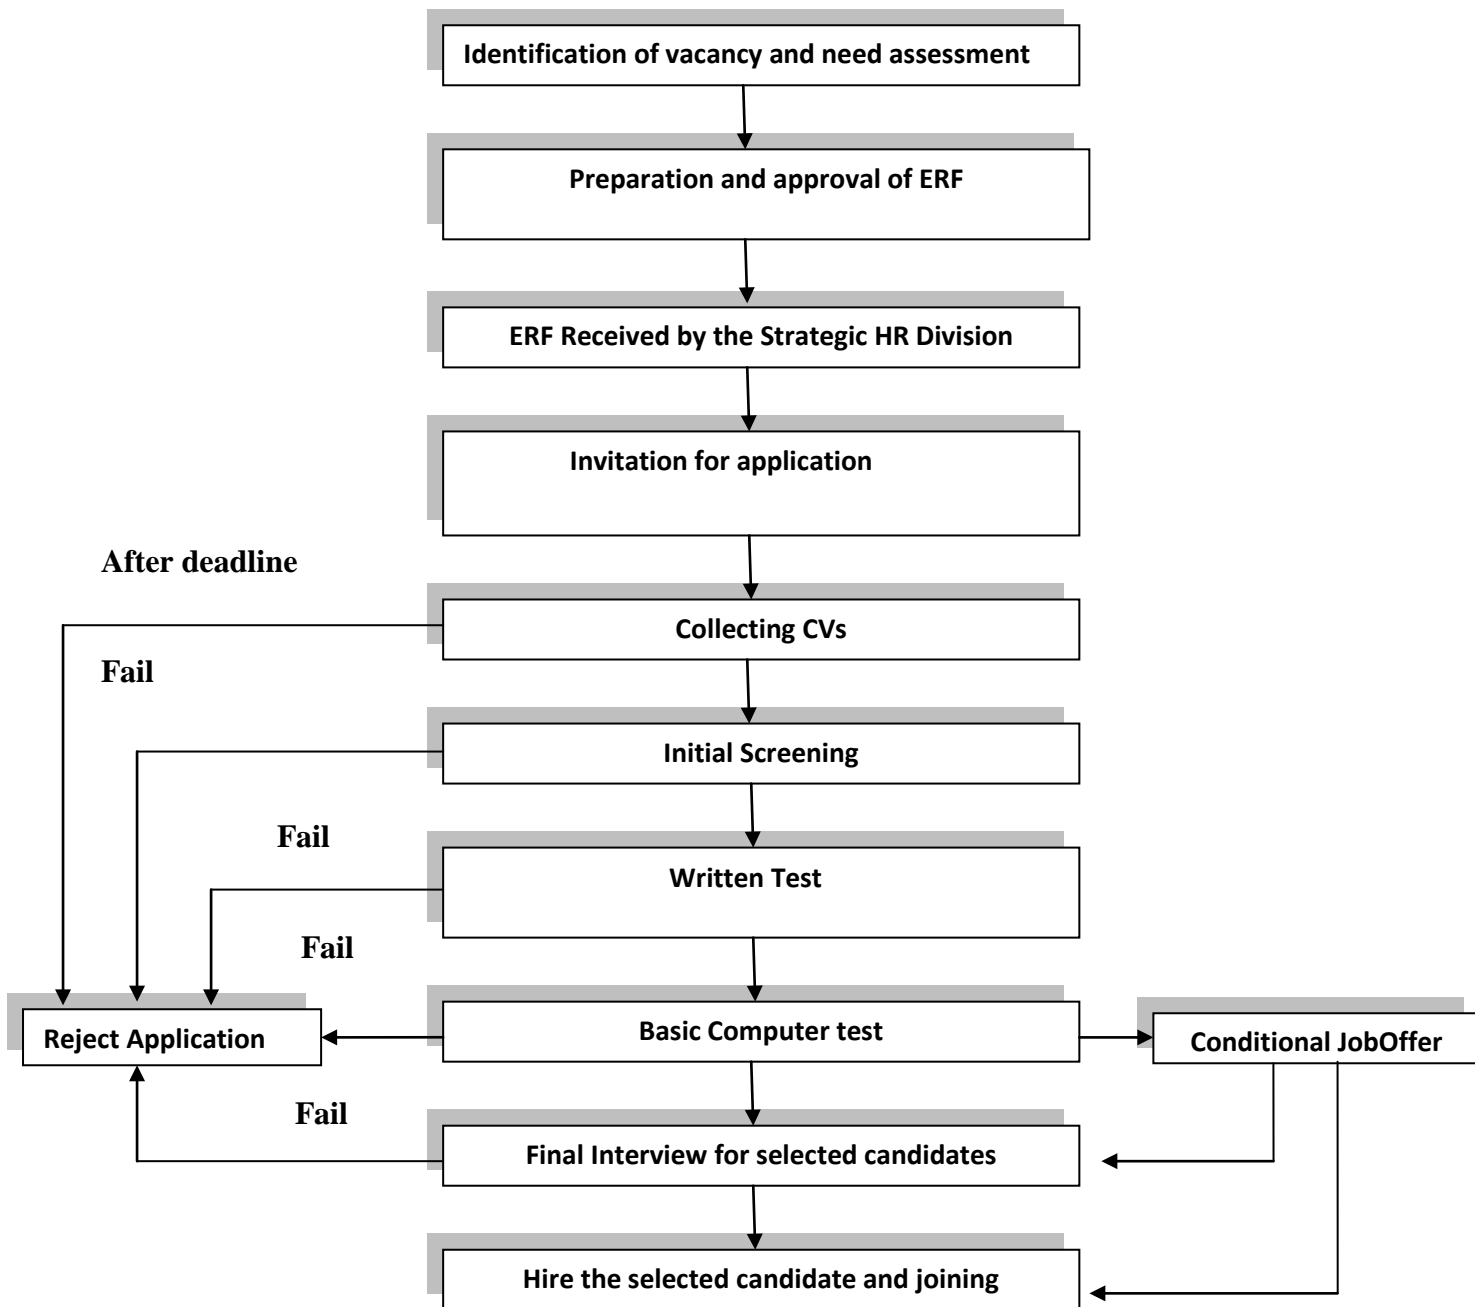 Identification of vacancy and need assessment
Preparation and approval of ERF
ERF Received by the Strategic HR Division
Invitation for application
After deadline
Collecting CVs
Fail
Initial Screening
Fail
Written Test
Fail
Reject Application
Basic Computer test
Conditional JobOffer
Fail
Final Interview for selected candidates
Hire the selected candidate and joining